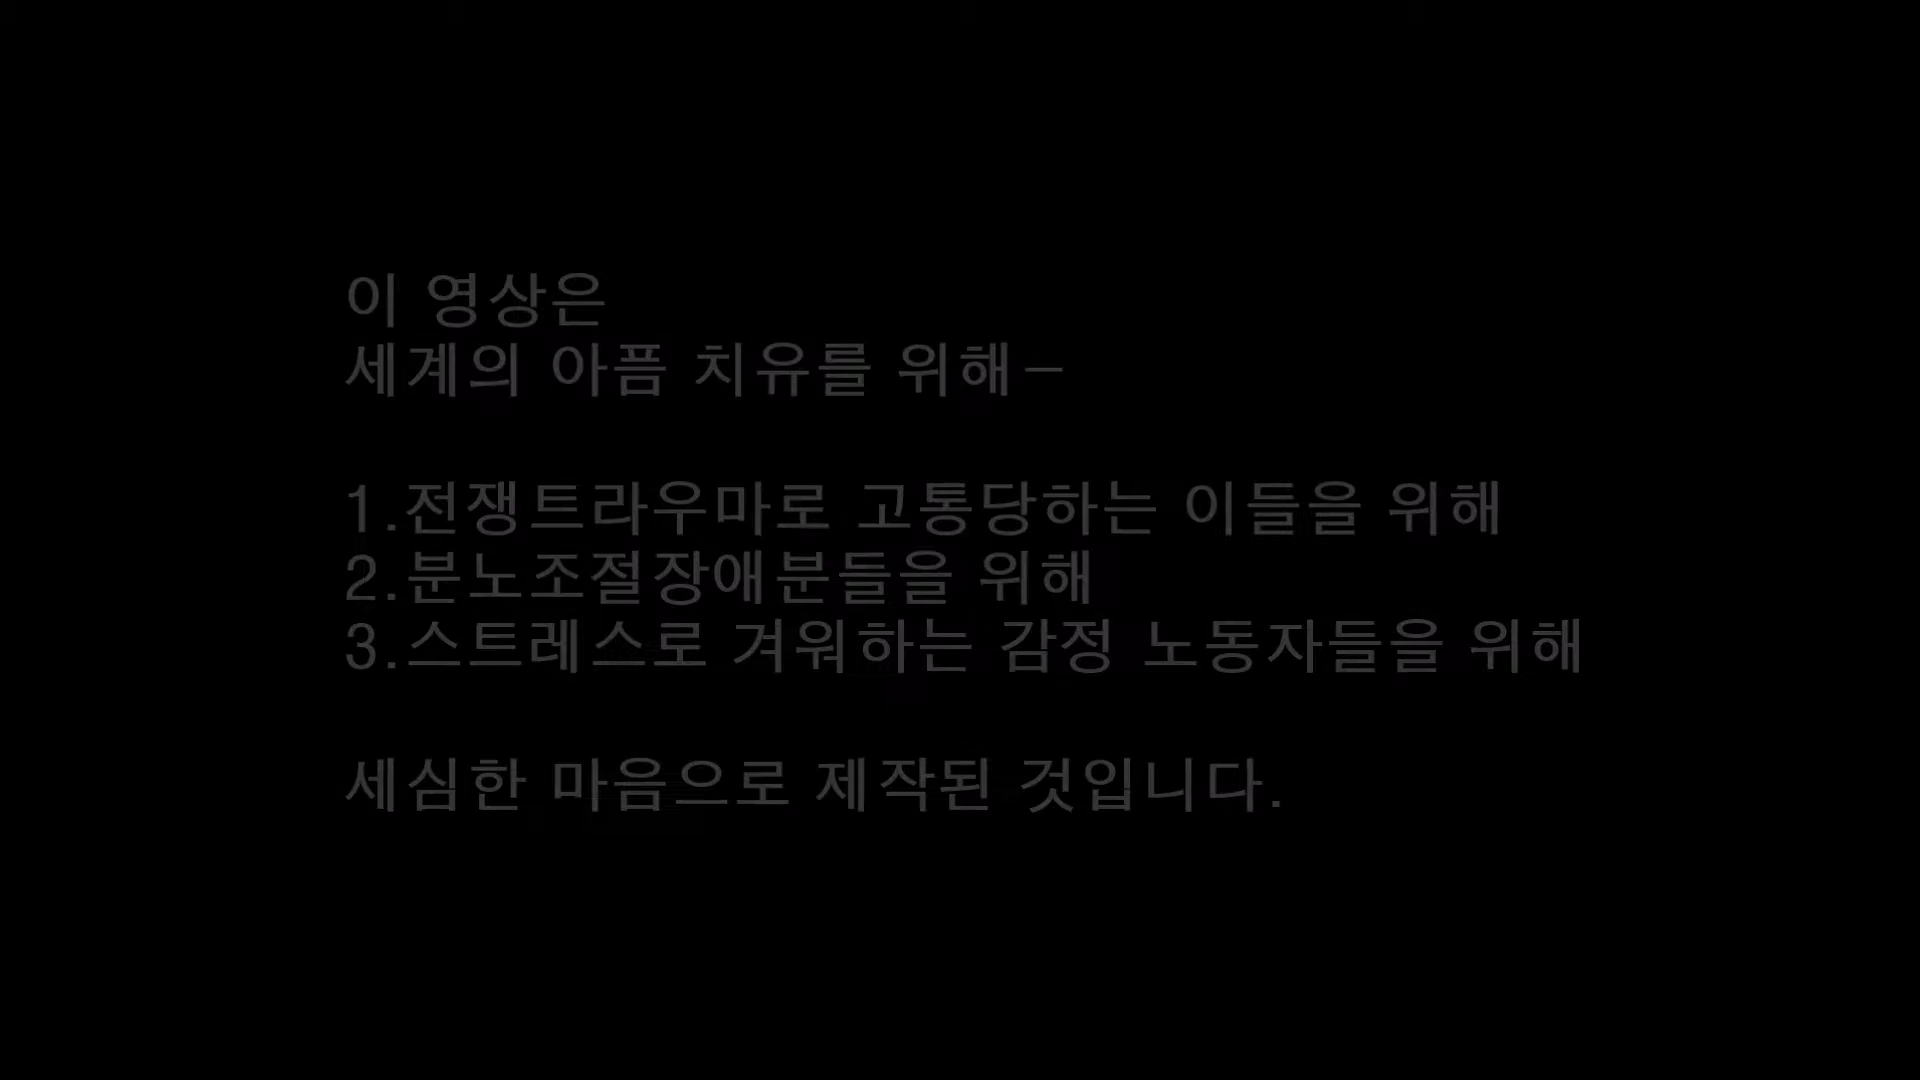 이 영상은
세계의 아픔 치유를 위해-
1.전쟁트라우마로 고통당하는 이들을 위해
2.분노조절장애분들을 위해
3.스트레스로 겨워하는 감정 노동자들을 위해
세심한 마음으로 제작된 것입니다.